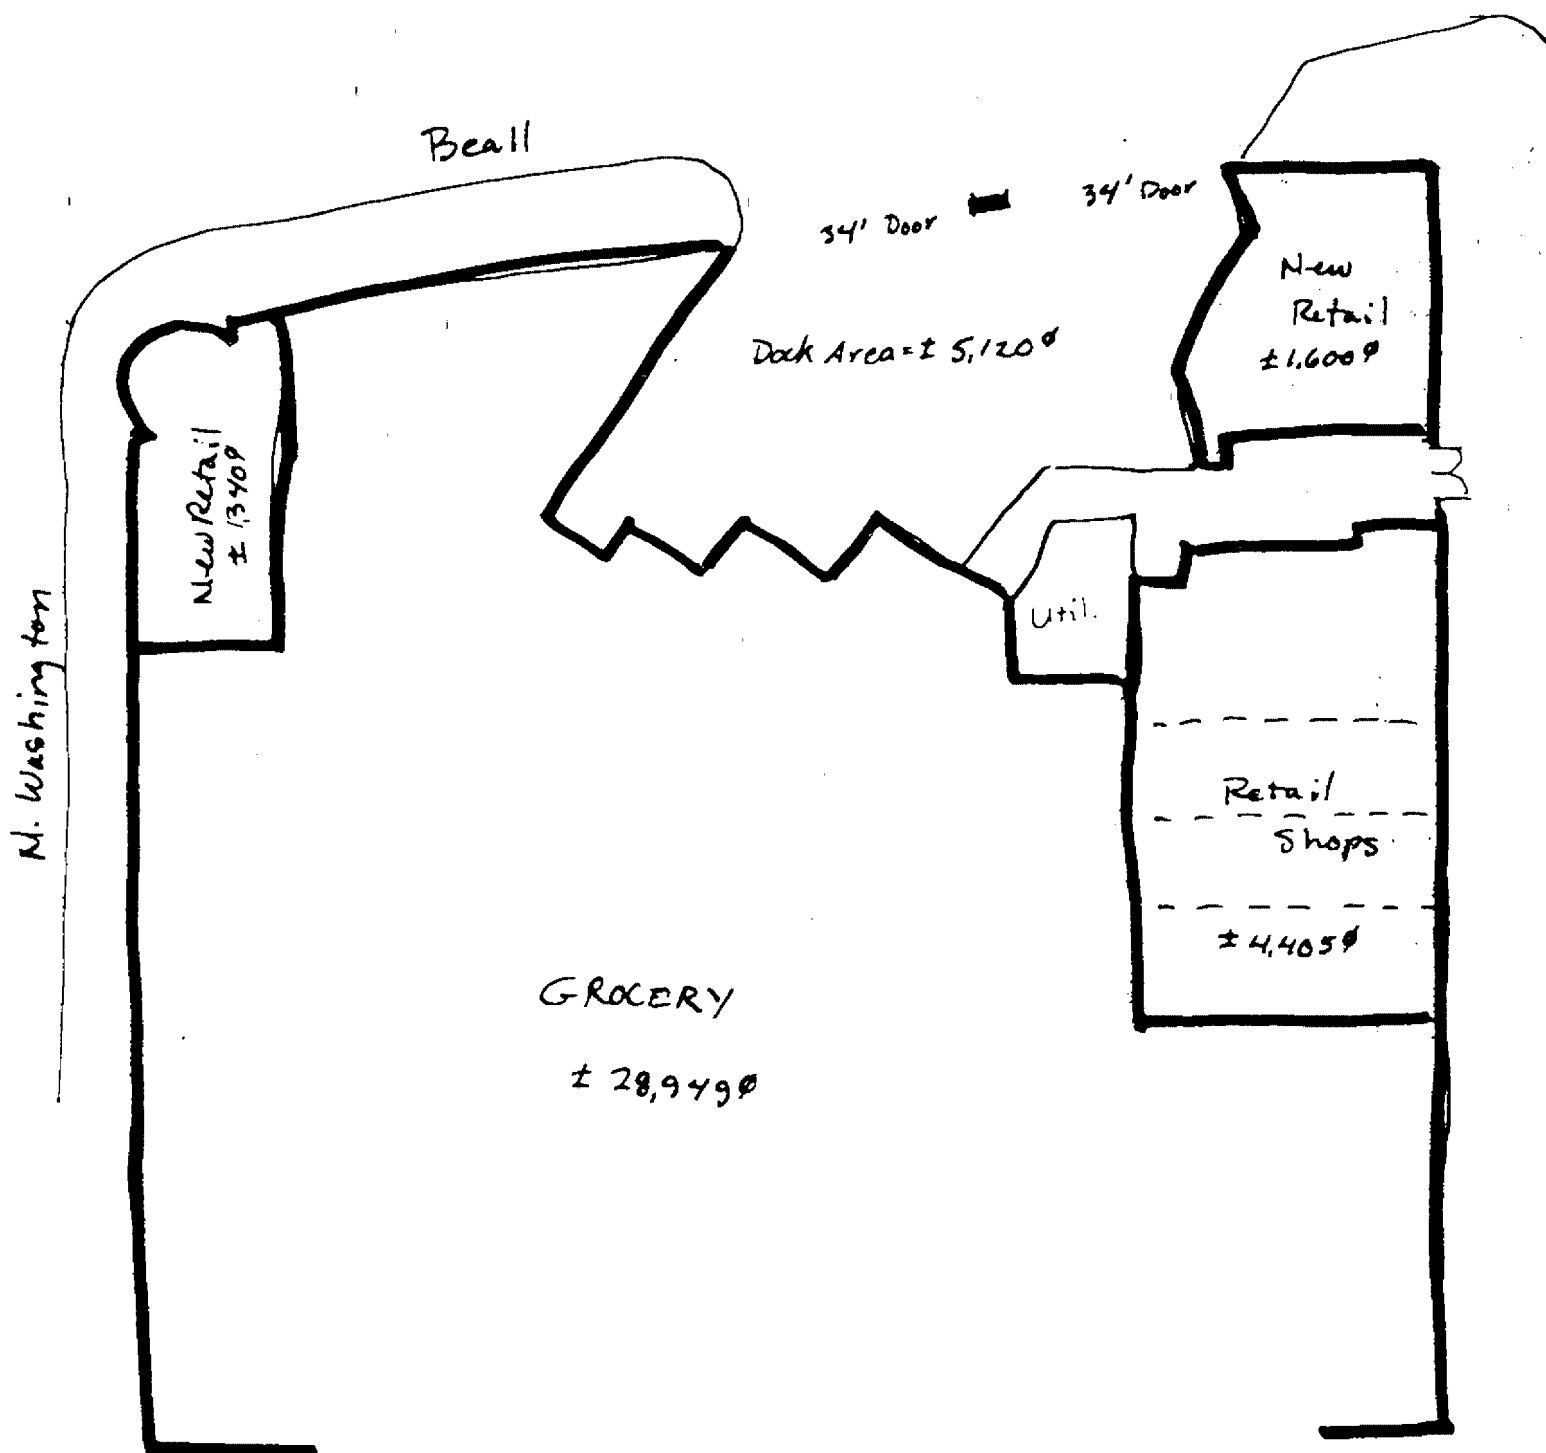 Beall
34' Door
34' Door
New
Retail
± 1,600 ⌀
Dock Area = ± 5,120 ⌀
New Retail
± 1,340 ⌀
Util.
N. Washington
Retail
Shops
± 4,405 ⌀
GROCERY
± 28,949 ⌀